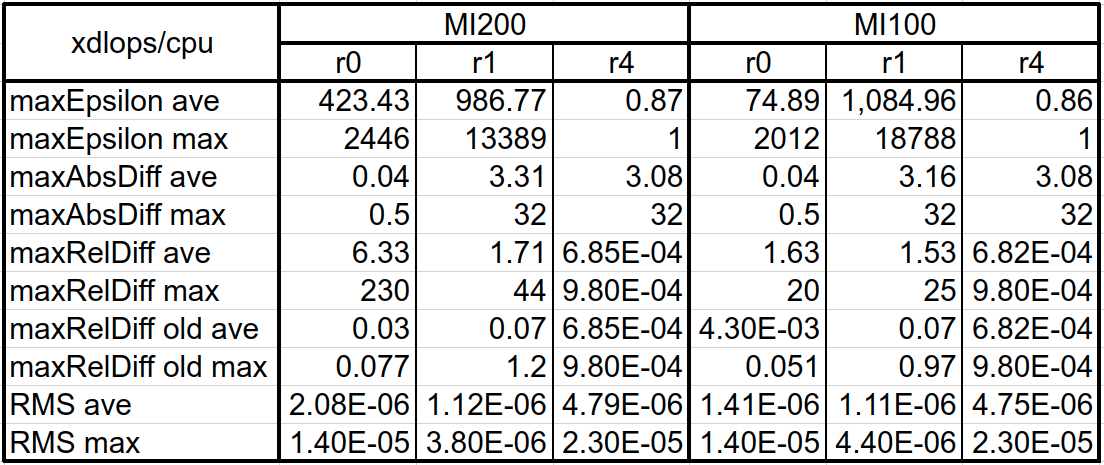 xdlops/cpu MI200 MI100
r0 r1 r4 r0 r1 r4
maxEpsilon ave 423.43 986.77 0.87 74.89 1,084.96 0.86
maxEpsilon max 2446 13389 1 2012 18788 1
maxAbsDiff ave 0.04 3.31 3.08 0.04 3.16 3.08
maxAbsDiff max 0.5 32 32 0.5 32 32
maxRelDiff ave 6.33 1.71 6.85E-04 1.63 1.53 6.82E-04
maxRelDiff max 230 44 9.80E-04 20 25 9.80E-04
maxRelDiff old ave 0.03 0.07 6.85E-04 4.30E-03 0.07 6.82E-04
maxRelDiff old max 0.077 1.2 9.80E-04 0.051 0.97 9.80E-04
RMS ave 2.08E-06 1.12E-06 4.79E-06 1.41E-06 1.11E-06 4.75E-06
RMS max 1.40E-05 3.80E-06 2.30E-05 1.40E-05 4.40E-06 2.30E-05